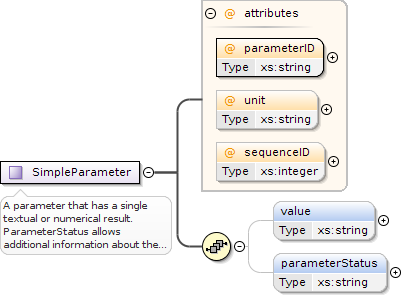 attributes
@ parameterID
Type xs:string
@ unit
Type xs:string
@ sequenceID
Type xs:integer
SimpleParameter
A parameter that has a single
textual or numerical result.
ParameterStatus allows
additional information about the...
value
Type xs:string
parameterStatus
Type xs:string